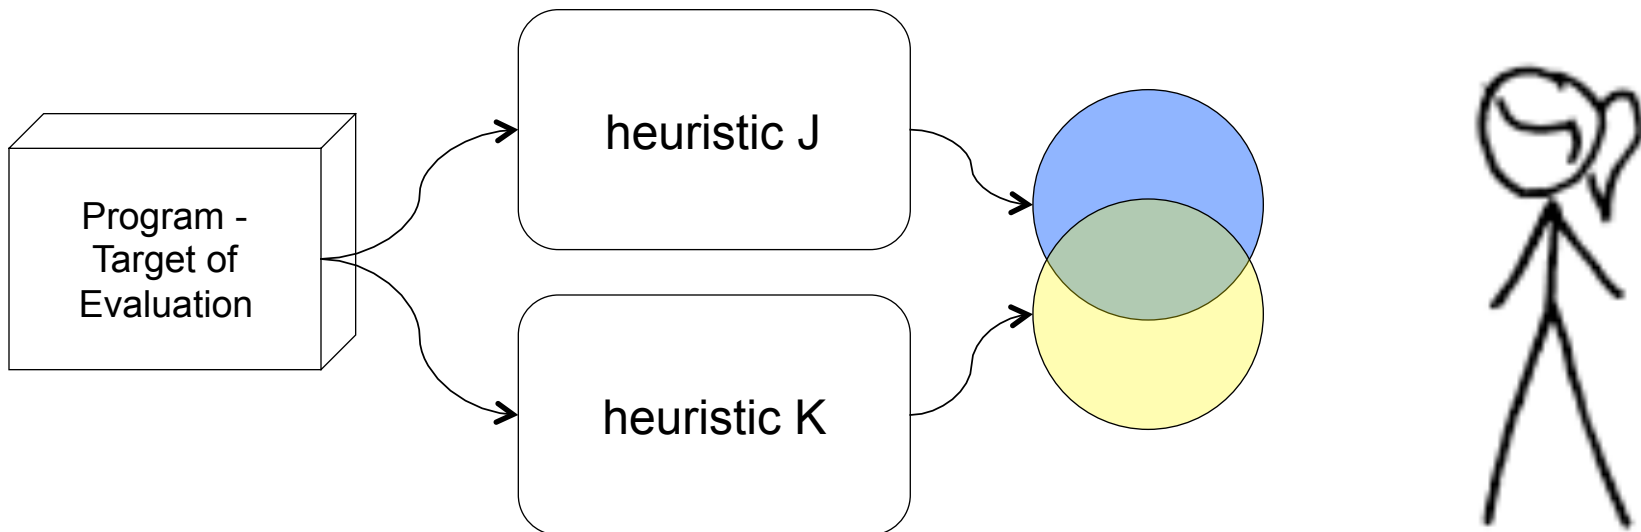 Program -
Target of
Evaluation
heuristic J
heuristic K